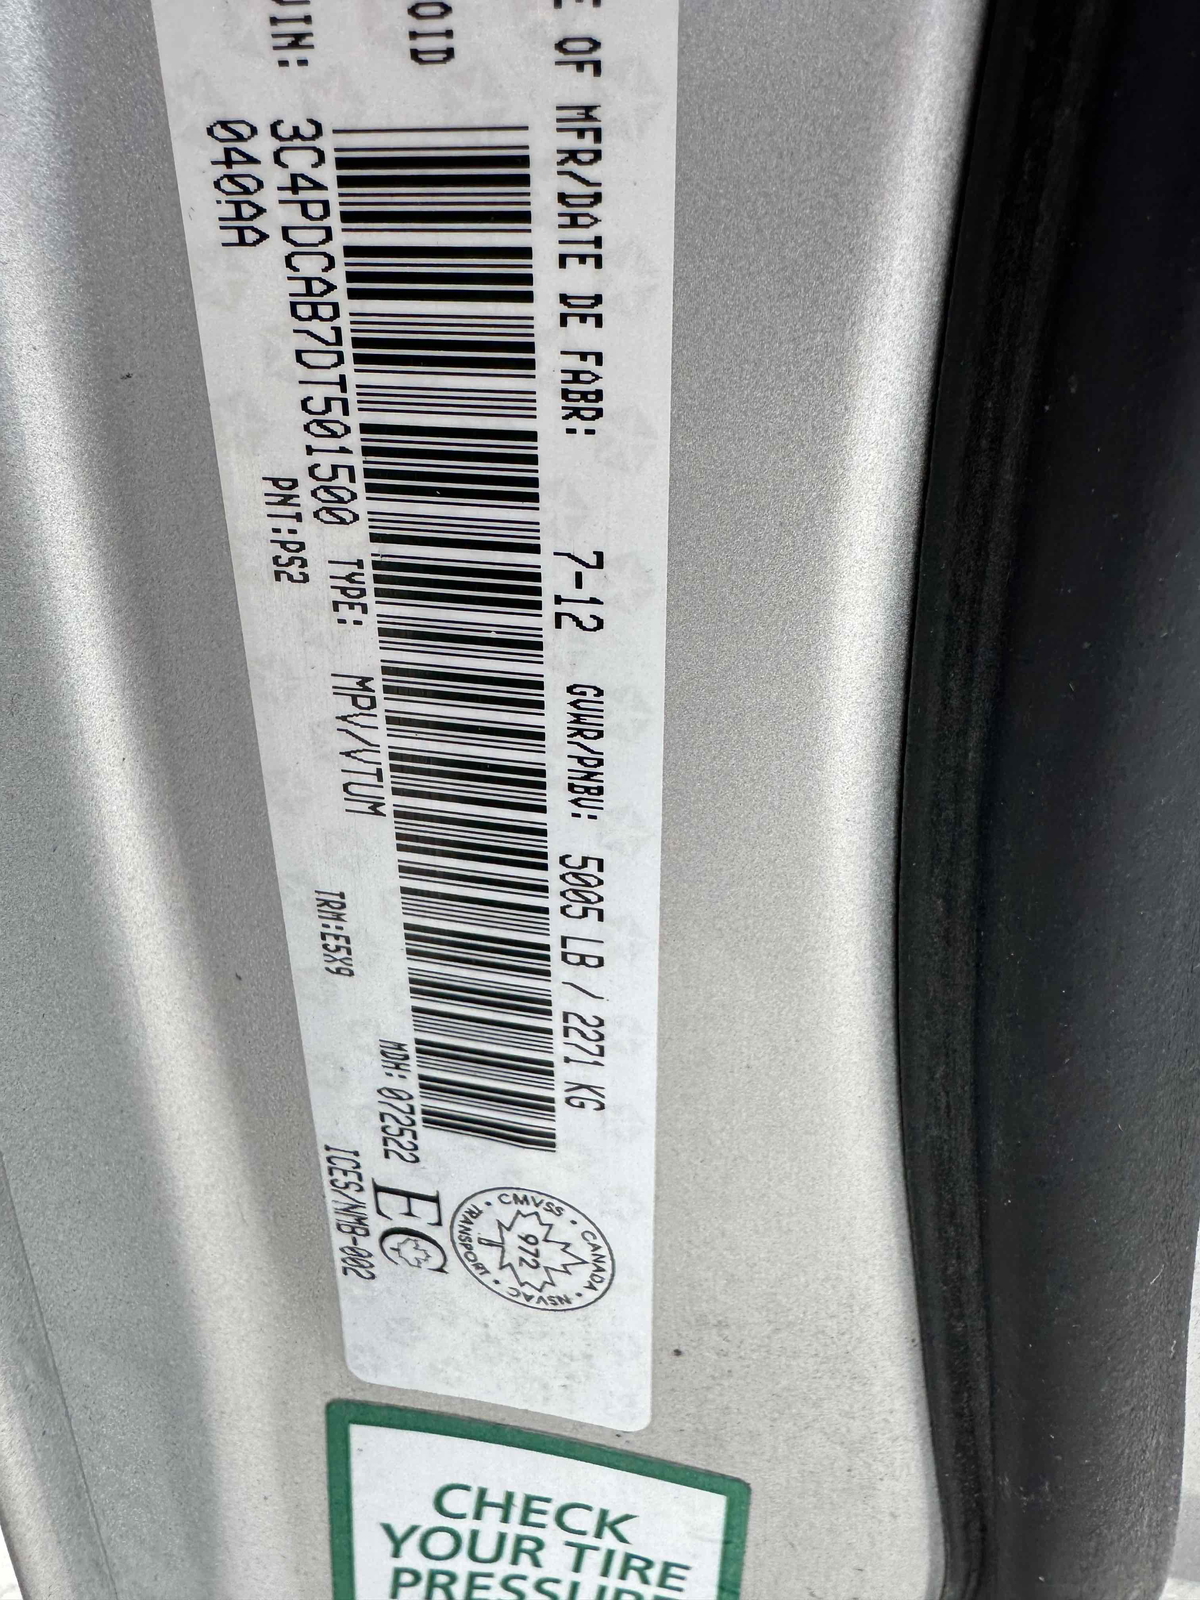 E OF MFR/DATE DE FABR: 7-12 GVWR/PNBV: 5005 LB / 2271 KG
OID
VIN: 3C4PDCAB7DT501500 TYPE: MPV/VTUM MDH: 072522
040AA PNT:PS2 TRM:E5X9 ICES/NMB-002
EC
CMVSS • CANADA • NSVAC • TRANSPORT •
972
CHECK
YOUR TIRE
PRESSURE